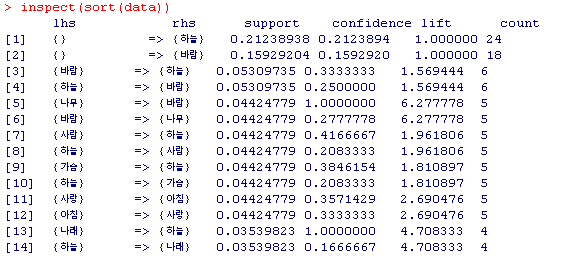 > inspect(sort(data))
lhs rhs support confidence lift count
[1] {} => {하늘} 0.21238938 0.2123894 1.000000 24
[2] {} => {바람} 0.15929204 0.1592920 1.000000 18
[3] {바람} => {하늘} 0.05309735 0.3333333 1.569444 6
[4] {하늘} => {바람} 0.05309735 0.2500000 1.569444 6
[5] {나무} => {바람} 0.04424779 1.0000000 6.277778 5
[6] {바람} => {나무} 0.04424779 0.2777778 6.277778 5
[7] {사람} => {하늘} 0.04424779 0.4166667 1.961806 5
[8] {하늘} => {사람} 0.04424779 0.2083333 1.961806 5
[9] {가슴} => {하늘} 0.04424779 0.3846154 1.810897 5
[10] {하늘} => {가슴} 0.04424779 0.2083333 1.810897 5
[11] {사랑} => {아침} 0.04424779 0.3571429 2.690476 5
[12] {아침} => {사랑} 0.04424779 0.3333333 2.690476 5
[13] {나래} => {하늘} 0.03539823 1.0000000 4.708333 4
[14] {하늘} => {나래} 0.03539823 0.1666667 4.708333 4